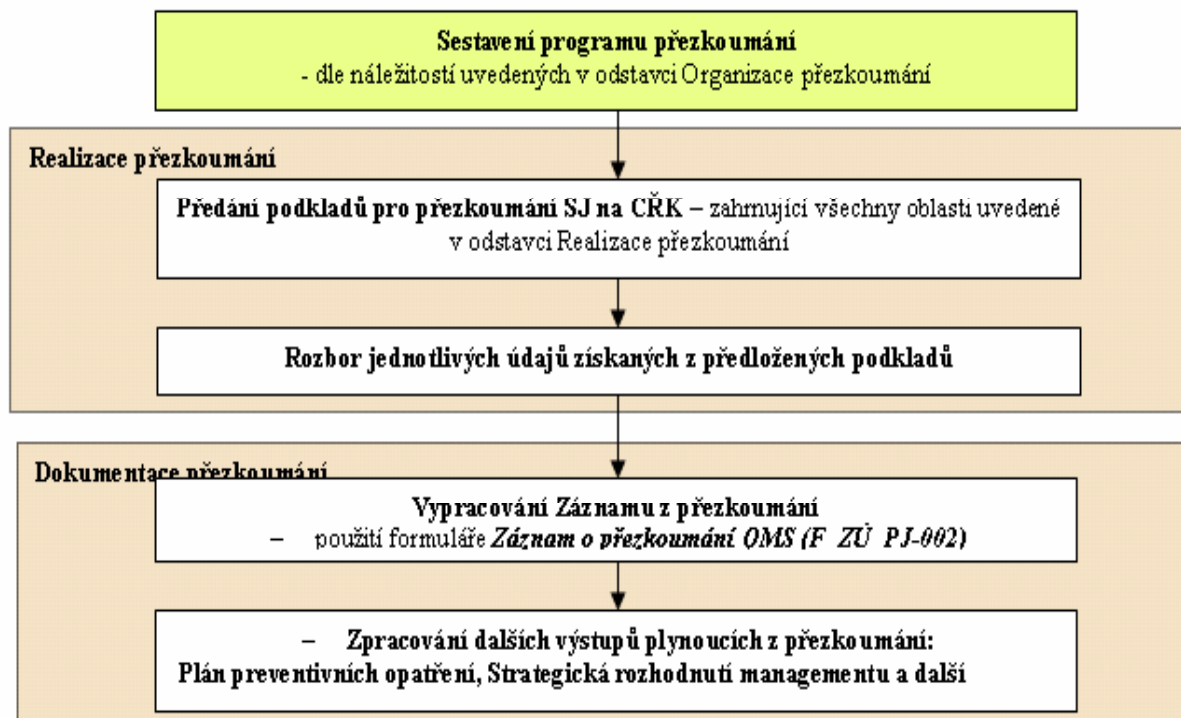 Sestavení programu přezkoumání
- dle náležitostí uvedených v odstavci Organizace přezkoumání
Realizace přezkoumání
Předání podkladů pro přezkoumání SJ na CŘK – zahrnující všechny oblasti uvedené
v odstavci Realizace přezkoumání
Rozbor jednotlivých údajů získaných z předložených podkladů
Dokumentace přezkoumání
Vypracování Záznamu z přezkoumání
– použití formuláře Záznam o přezkoumání QMS (F_ZÚ_PJ-002)
– Zpracování dalších výstupů plynoucích z přezkoumání:
Plán preventivních opatření, Strategická rozhodnutí managementu a další